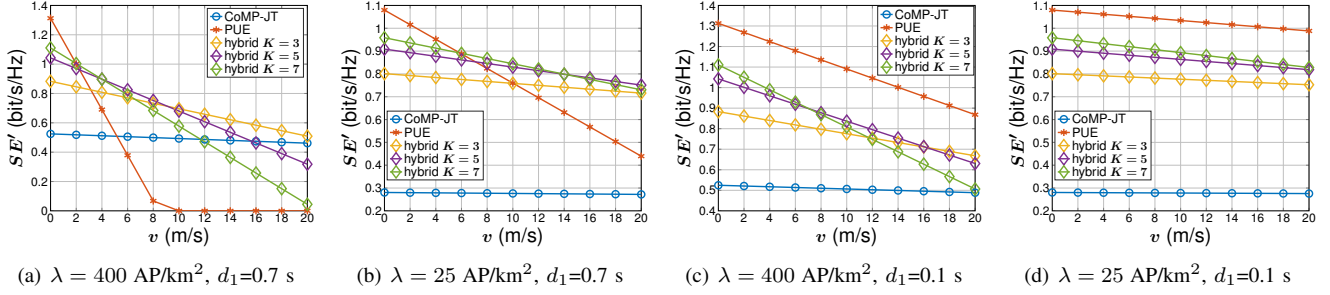 1.4
1.2
1
0.8
0.6
0.4
0.2
0
SE′ (bit/s/Hz)
0 2 4 6 8 10 12 14 16 18 20
v (m/s)
CoMP-JT
PUE
hybrid K = 3
hybrid K = 5
hybrid K = 7
(a) λ = 400 AP/km², d₁=0.7 s
1.1
1
0.9
0.8
0.7
0.6
0.5
0.4
0.3
0.2
SE′ (bit/s/Hz)
0 2 4 6 8 10 12 14 16 18 20
v (m/s)
CoMP-JT
PUE
hybrid K = 3
hybrid K = 5
hybrid K = 7
(b) λ = 25 AP/km², d₁=0.7 s
1.4
1.3
1.2
1.1
1
0.9
0.8
0.7
0.6
0.5
0.4
SE′ (bit/s/Hz)
0 2 4 6 8 10 12 14 16 18 20
v (m/s)
CoMP-JT
PUE
hybrid K = 3
hybrid K = 5
hybrid K = 7
(c) λ = 400 AP/km², d₁=0.1 s
1.1
1
0.9
0.8
0.7
0.6
0.5
0.4
0.3
0.2
SE′ (bit/s/Hz)
0 2 4 6 8 10 12 14 16 18 20
v (m/s)
CoMP-JT
PUE
hybrid K = 3
hybrid K = 5
hybrid K = 7
(d) λ = 25 AP/km², d₁=0.1 s